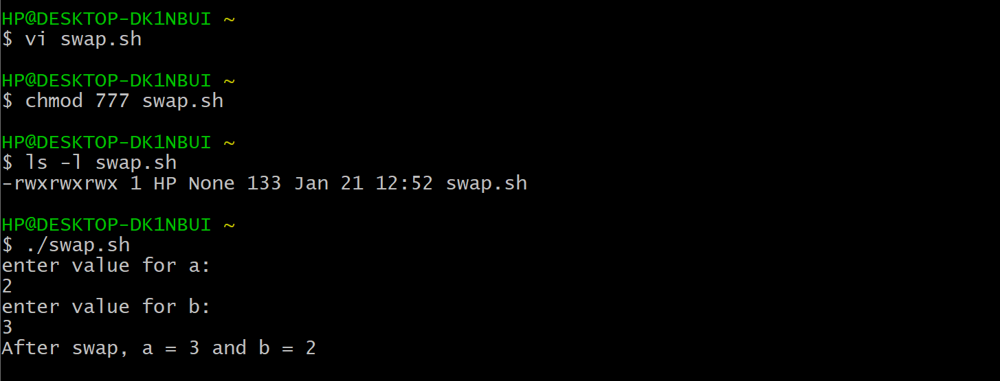 HP@DESKTOP-DK1NBUI ~
$ vi swap.sh
HP@DESKTOP-DK1NBUI ~
$ chmod 777 swap.sh
HP@DESKTOP-DK1NBUI ~
$ ls -l swap.sh
-rwxrwxrwx 1 HP None 133 Jan 21 12:52 swap.sh
HP@DESKTOP-DK1NBUI ~
$ ./swap.sh
enter value for a:
2
enter value for b:
3
After swap, a = 3 and b = 2